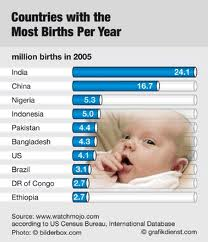 Countries with the
Most Births Per Year
million births in 2005
India 24.1
China 16.7
Nigeria 5.3
Indonesia 5.0
Pakistan 4.4
Bangladesh 4.3
US 4.1
Brazil 3.1
DR of Congo 2.7
Ethiopia 2.7
Source: www.watchmojo.com
according to US Census Bureau, International Database
Photo: © bilderbox.com © grafikdienst.com